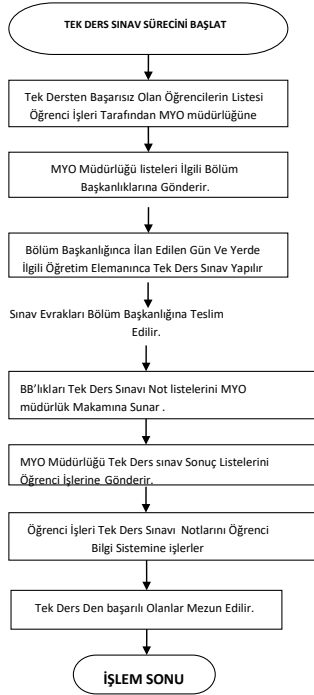 TEK DERS SINAV SÜRECİNİ BAŞLAT
Tek Dersten Başarısız Olan Öğrencilerin Listesi
Öğrenci İşleri Tarafından MYO müdürlüğüne
MYO Müdürlüğü listeleri İlgili Bölüm
Başkanlıklarına Gönderir.
Bölüm Başkanlığınca İlan Edilen Gün Ve Yerde
İlgili Öğretim Elemanınca Tek Ders Sınav Yapılır
Sınav Evrakları Bölüm Başkanlığına Teslim
Edilir.
BB'lıkları Tek Ders Sınavı Not listelerini MYO
müdürlük Makamına Sunar .
MYO Müdürlüğü Tek Ders sınav Sonuç Listelerini
Öğrenci İşlerine Gönderir.
Öğrenci İşleri Tek Ders Sınavı Notlarını Öğrenci
Bilgi Sistemine işlerler
Tek Ders Den başarılı Olanlar Mezun Edilir.
İŞLEM SONU